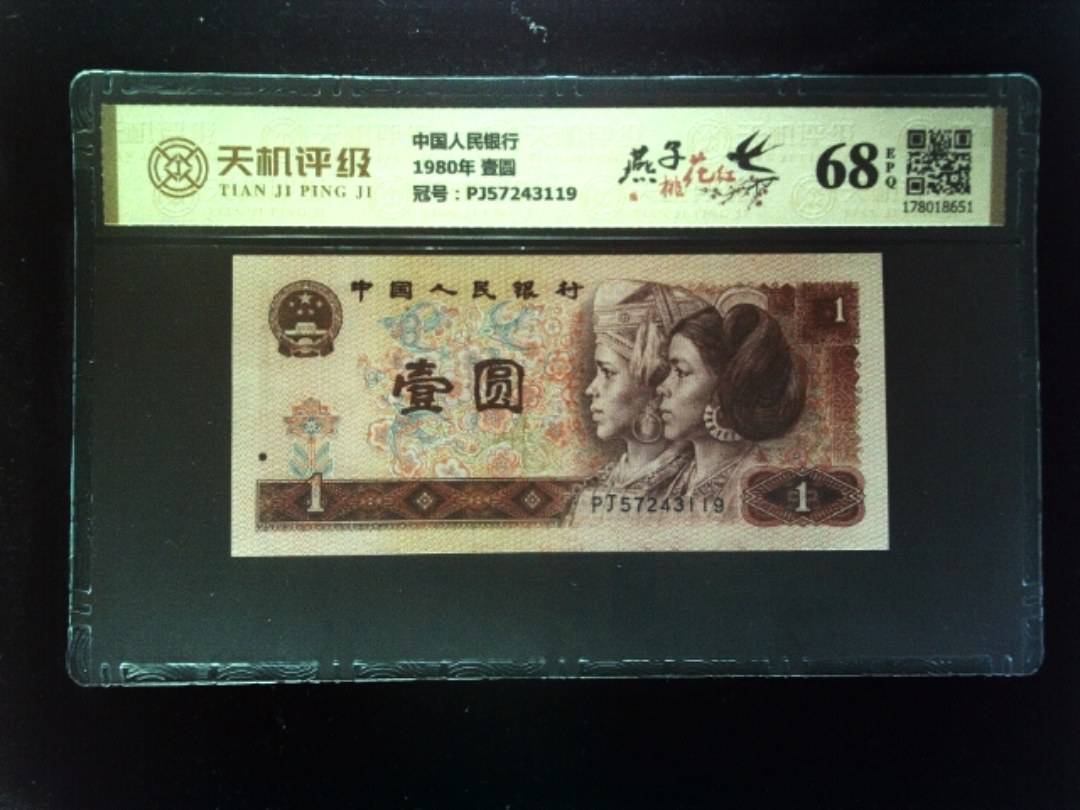 天机评级
TIAN JI PING JI
中国人民银行
1980年 壹圆
冠号：PJ57243119
燕子
桃花红
68
EPQ
178018651
中国人民银行
1
壹圆
1
PJ57243119
1